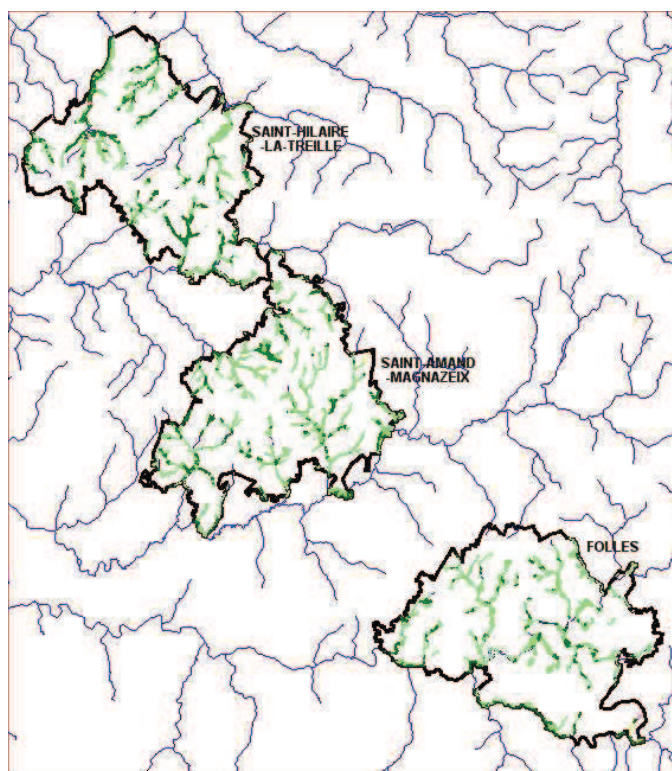 SAINT-HILAIRE
-LA-TREILLE
SAINT-AMAND
-MAGNAZEIX
FOLLES